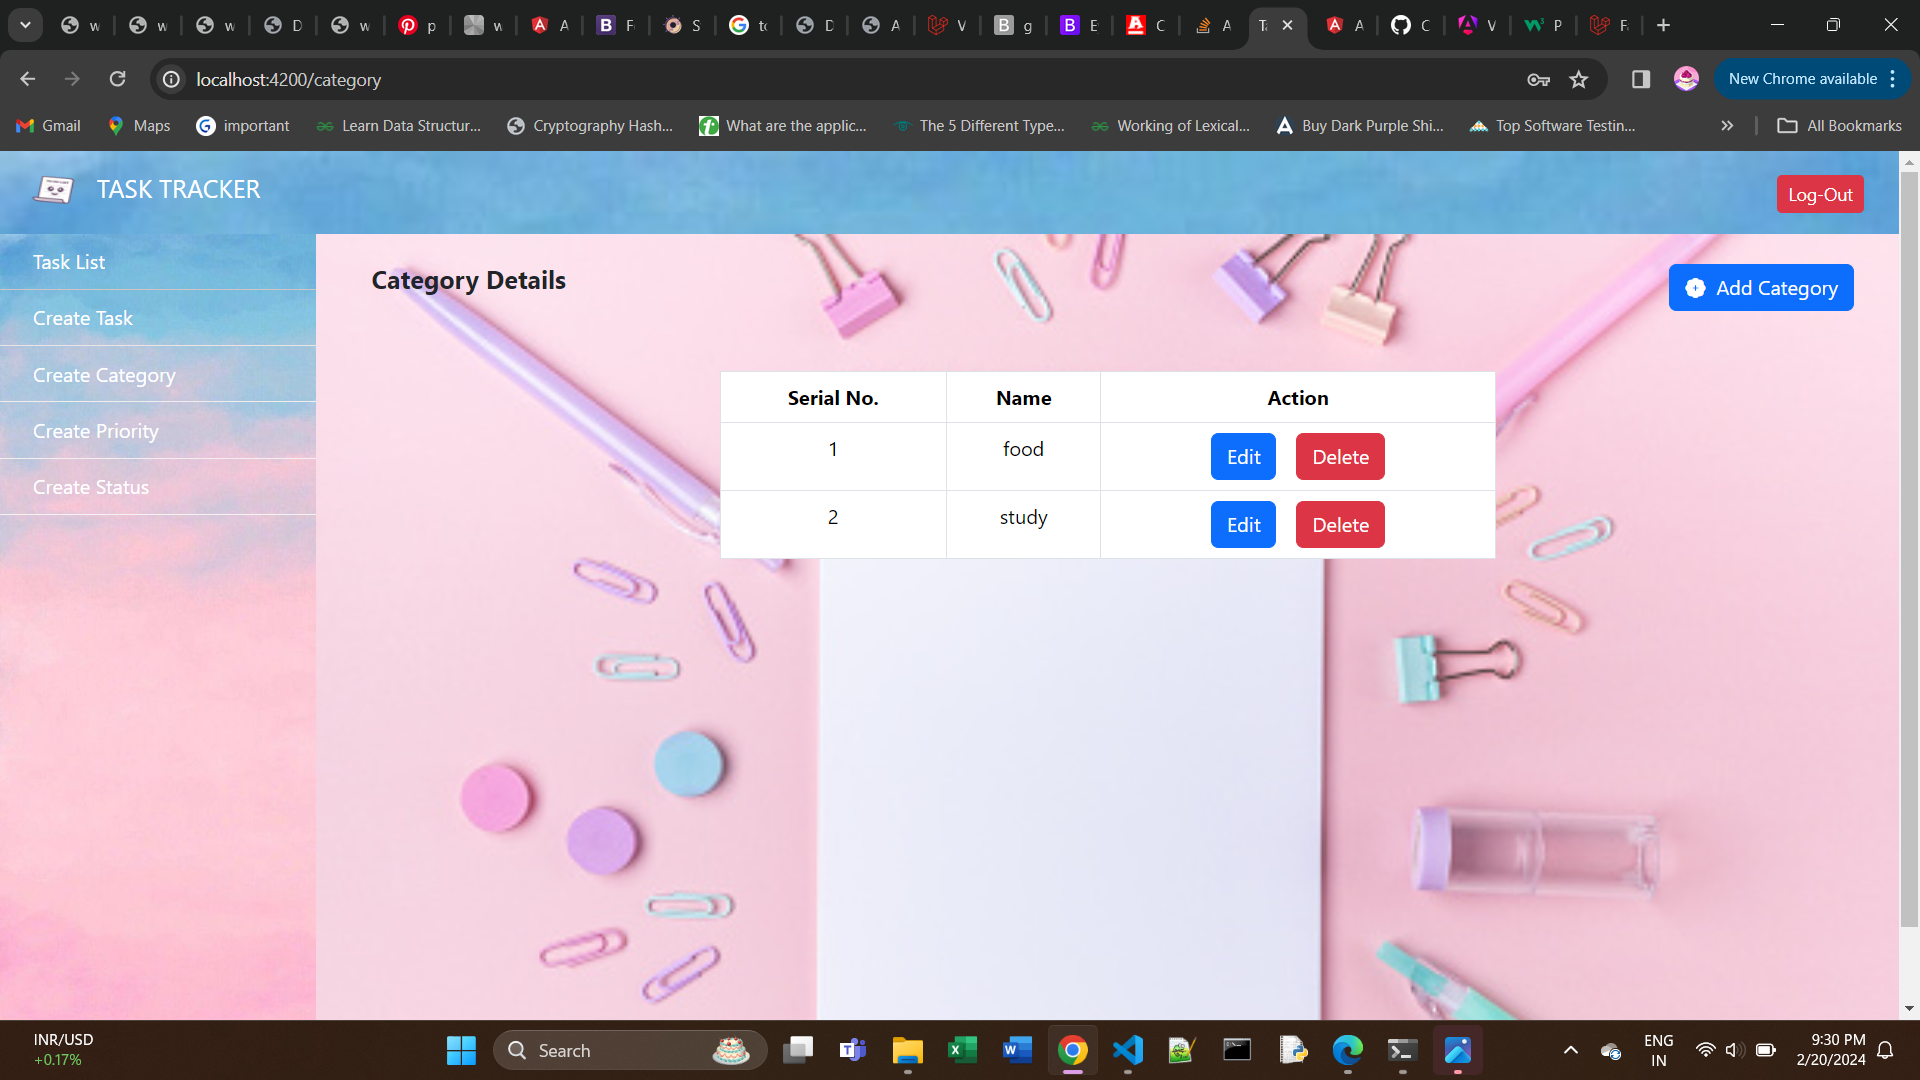 w
w
w
D
w
p
w
A
F
S
to
D
A
V
g
E
C
A
Ta
A
C
V
P
Fa
localhost:4200/category
New Chrome available
Gmail
Maps
important
Learn Data Structur...
Cryptography Hash...
What are the applic...
The 5 Different Type...
Working of Lexical...
Buy Dark Purple Shi...
Top Software Testin...
All Bookmarks
TASK TRACKER
Log-Out
Task List
Create Task
Create Category
Create Priority
Create Status
Category Details
Add Category
Serial No. Name Action
1 food Edit Delete
2 study Edit Delete
INR/USD
+0.17%
Search
ENG
IN
9:30 PM
2/20/2024